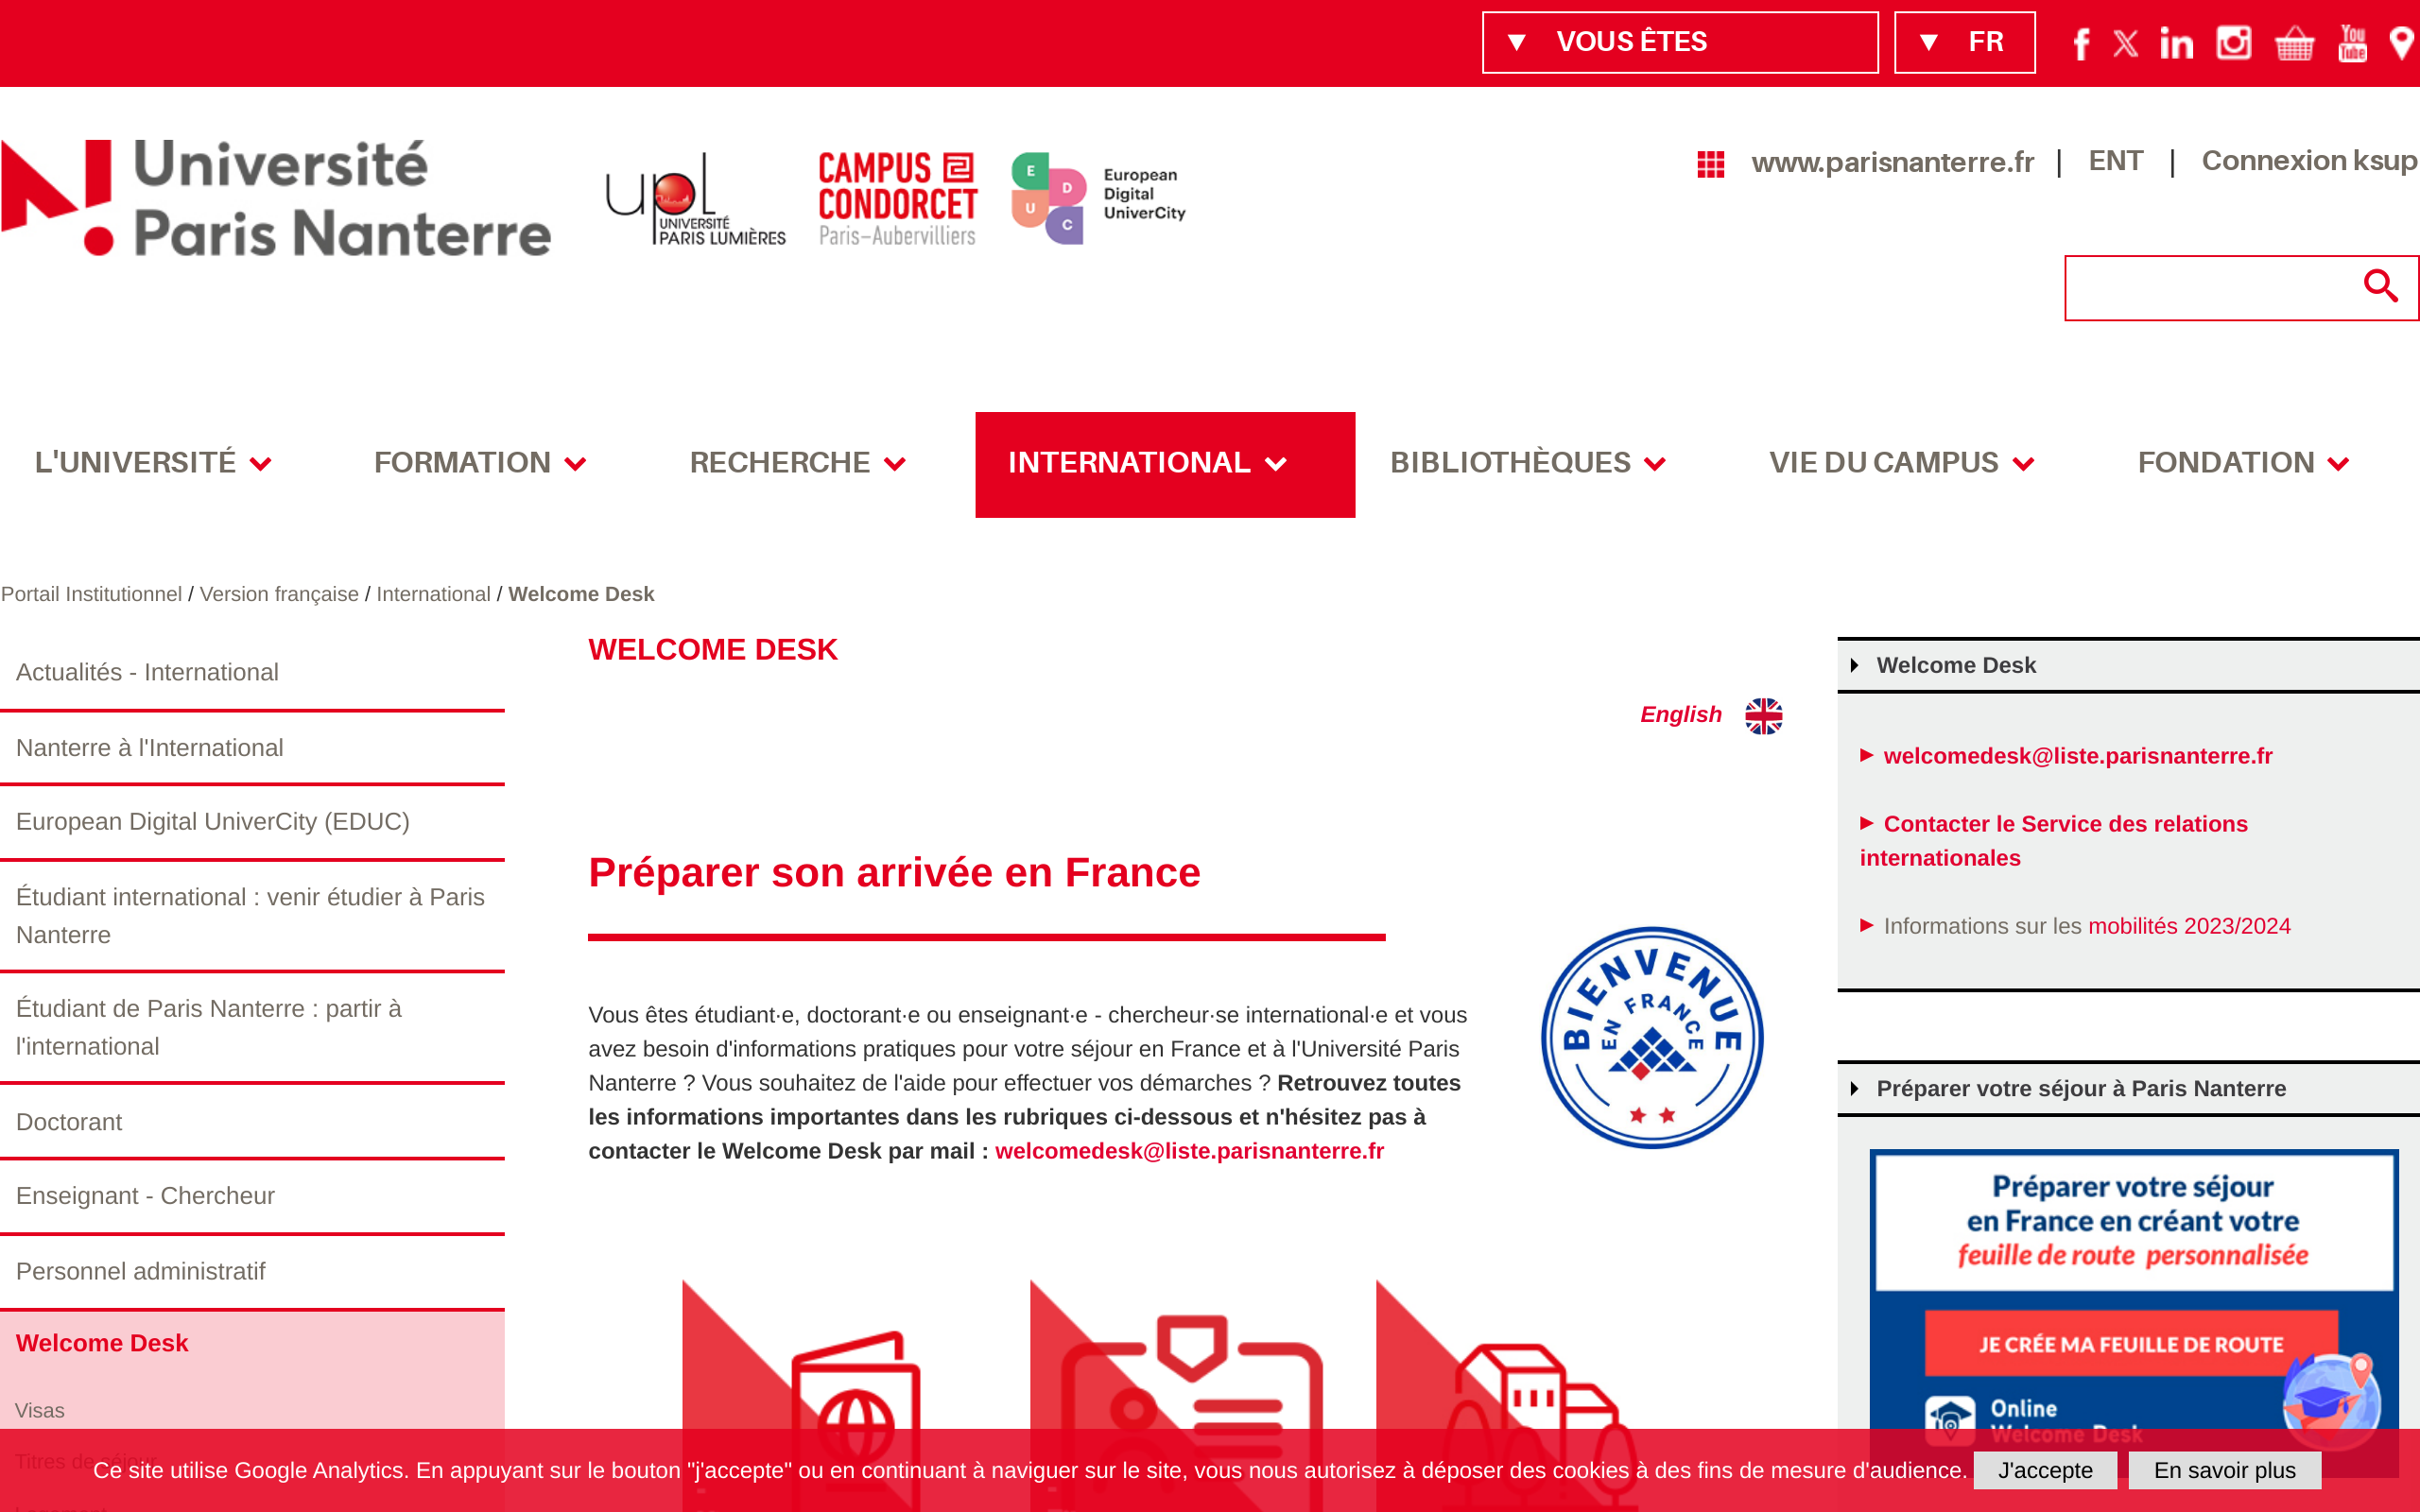 VOUS ÊTES
FR
You
Tube
Université
Paris Nanterre
upl
UNIVERSITÉ
PARIS LUMIÈRES
CAMPUS
CONDORCET
Paris–Aubervilliers
E
D
U
C
European
Digital
UniverCity
www.parisnanterre.fr | ENT | Connexion ksup
L'UNIVERSITÉ
FORMATION
RECHERCHE
INTERNATIONAL
BIBLIOTHÈQUES
VIE DU CAMPUS
FONDATION
Portail Institutionnel / Version française / International / Welcome Desk
Actualités - International
Nanterre à l'International
European Digital UniverCity (EDUC)
Étudiant international : venir étudier à Paris
Nanterre
Étudiant de Paris Nanterre : partir à
l'international
Doctorant
Enseignant - Chercheur
Personnel administratif
Welcome Desk
Visas
Titres de séjour
WELCOME DESK
English
Préparer son arrivée en France
Vous êtes étudiant·e, doctorant·e ou enseignant·e - chercheur·se international·e et vous
avez besoin d'informations pratiques pour votre séjour en France et à l'Université Paris
Nanterre ? Vous souhaitez de l'aide pour effectuer vos démarches ? Retrouvez toutes
les informations importantes dans les rubriques ci-dessous et n'hésitez pas à
contacter le Welcome Desk par mail : welcomedesk@liste.parisnanterre.fr
BIENVENUE
EN FRANCE
Welcome Desk
welcomedesk@liste.parisnanterre.fr
Contacter le Service des relations
internationales
Informations sur les mobilités 2023/2024
Préparer votre séjour à Paris Nanterre
Préparer votre séjour
en France en créant votre
feuille de route personnalisée
JE CRÉE MA FEUILLE DE ROUTE
Online
Welcome Desk
Ce site utilise Google Analytics. En appuyant sur le bouton "j'accepte" ou en continuant à naviguer sur le site, vous nous autorisez à déposer des cookies à des fins de mesure d'audience.
J'accepte
En savoir plus